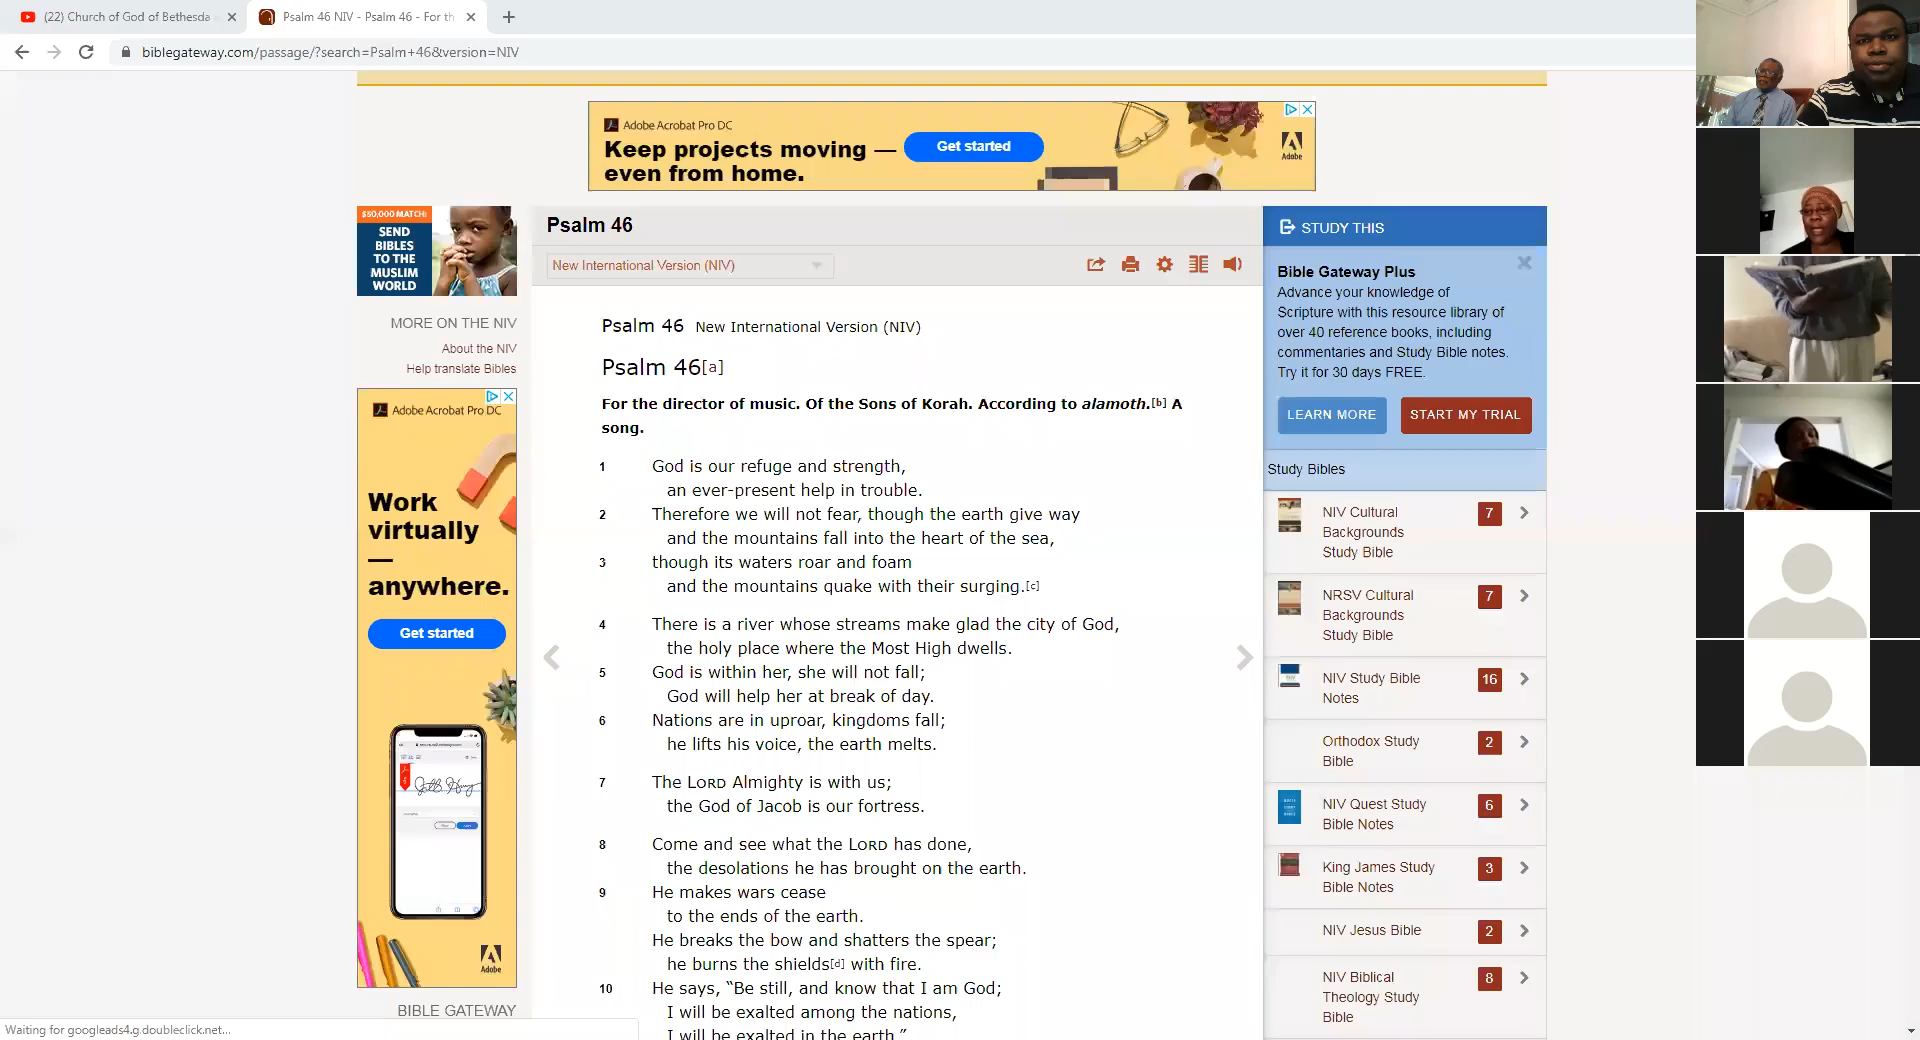 (22) Church of God of Bethesda
Psalm 46 NIV - Psalm 46 - For th
biblegateway.com/passage/?search=Psalm+46&version=NIV
Adobe Acrobat Pro DC
Keep projects moving —
even from home.
Get started
Adobe
$50,000 MATCH:
SEND
BIBLES
TO THE
MUSLIM
WORLD
MORE ON THE NIV
About the NIV
Help translate Bibles
Adobe Acrobat Pro DC
Work
virtually
—
anywhere.
Get started
Adobe
BIBLE GATEWAY
Psalm 46
New International Version (NIV)
Psalm 46 New International Version (NIV)
Psalm 46[a]
For the director of music. Of the Sons of Korah. According to alamoth.[b] A
song.
1 God is our refuge and strength,
an ever-present help in trouble.
2 Therefore we will not fear, though the earth give way
and the mountains fall into the heart of the sea,
3 though its waters roar and foam
and the mountains quake with their surging.[c]
4 There is a river whose streams make glad the city of God,
the holy place where the Most High dwells.
5 God is within her, she will not fall;
God will help her at break of day.
6 Nations are in uproar, kingdoms fall;
he lifts his voice, the earth melts.
7 The LORD Almighty is with us;
the God of Jacob is our fortress.
8 Come and see what the LORD has done,
the desolations he has brought on the earth.
9 He makes wars cease
to the ends of the earth.
He breaks the bow and shatters the spear;
he burns the shields[d] with fire.
10 He says, “Be still, and know that I am God;
I will be exalted among the nations,
I will be exalted in the earth.”
STUDY THIS
Bible Gateway Plus
Advance your knowledge of
Scripture with this resource library of
over 40 reference books, including
commentaries and Study Bible notes.
Try it for 30 days FREE.
LEARN MORE
START MY TRIAL
Study Bibles
NIV Cultural 7
Backgrounds
Study Bible
NRSV Cultural 7
Backgrounds
Study Bible
NIV Study Bible 16
Notes
Orthodox Study 2
Bible
NIV Quest Study 6
Bible Notes
King James Study 3
Bible Notes
NIV Jesus Bible 2
NIV Biblical 8
Theology Study
Bible
Waiting for googleads4.g.doubleclick.net...